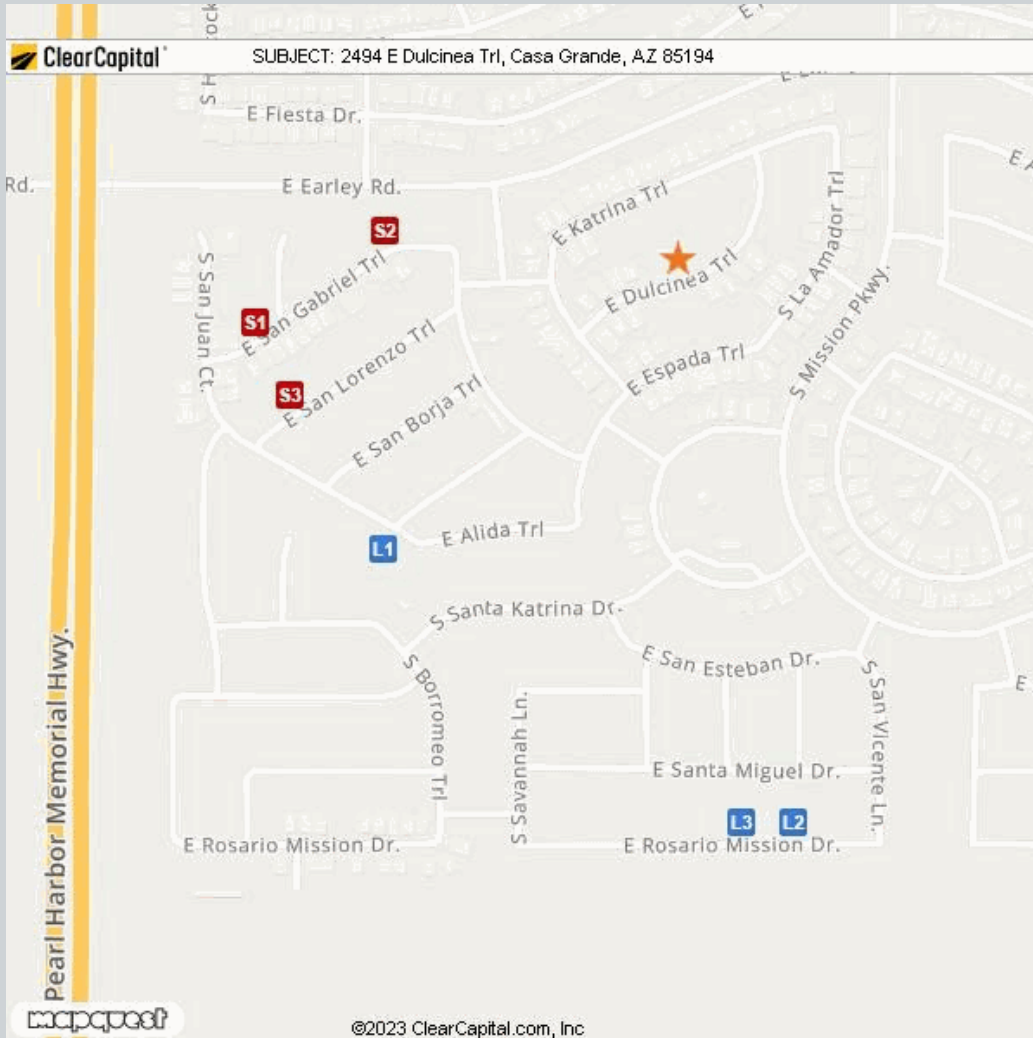 ClearCapital
SUBJECT: 2494 E Dulcinea Trl, Casa Grande, AZ 85194
E Fiesta Dr.
Rd.
E Earley Rd.
E Katrina Trl
S2
S San Juan Ct.
E San Gabriel Trl
E Dulcinea Trl
S La Amador Trl
S Mission Pkwy.
S1
E San Lorenzo Trl
E Espada Trl
S3
E San Borja Trl
L1
E Alida Trl
S Santa Katrina Dr.
E San Esteban Dr.
S Borromeo Trl
S San Vicente Ln.
E
S Savannah Ln.
E Santa Miguel Dr.
L3
L2
E Rosario Mission Dr.
E Rosario Mission Dr.
Pearl Harbor Memorial Hwy.
mapquest
©2023 ClearCapital.com, Inc